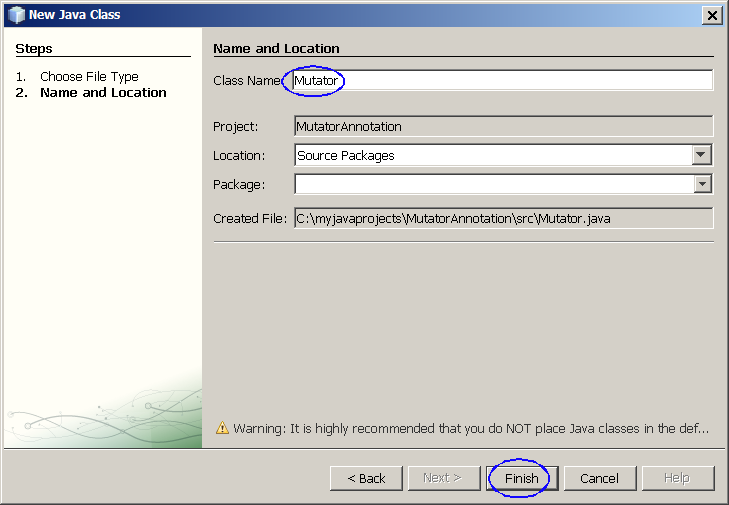 New Java Class
Steps
1. Choose File Type
2. Name and Location
Name and Location
Class Name: Mutator
Project: MutatorAnnotation
Location: Source Packages
Package:
Created File: C:\myjavaprojects\MutatorAnnotation\src\Mutator.java
Warning: It is highly recommended that you do NOT place Java classes in the def...
< Back Next > Finish Cancel Help